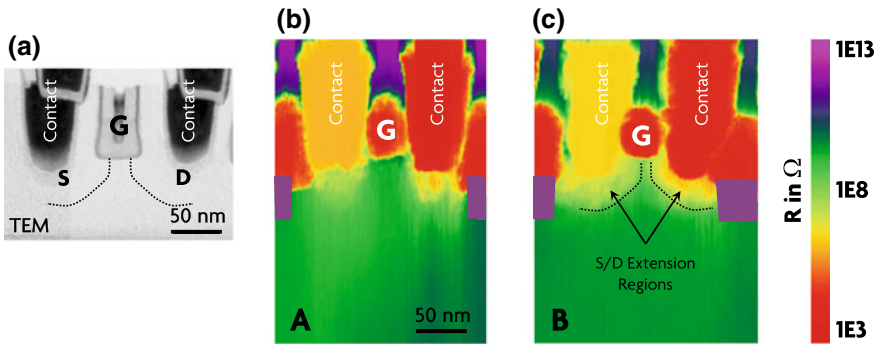 (a)
Contact
G
Contact
S
D
TEM
50 nm
(b)
Contact
G
Contact
A
50 nm
(c)
Contact
G
Contact
S/D Extension
Regions
B
R in Ω
1E13
1E8
1E3